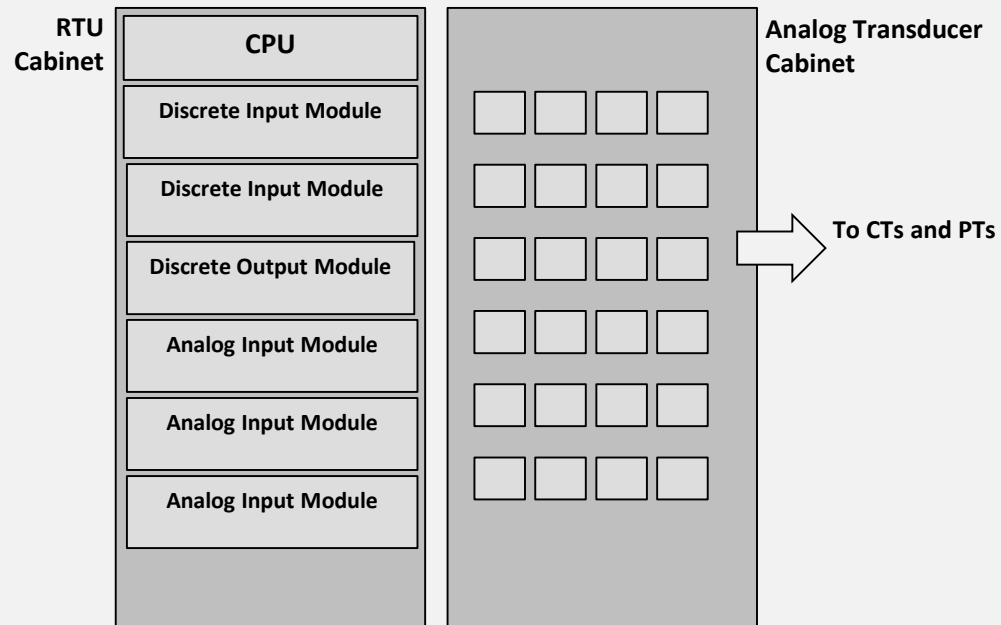 RTU
Cabinet
CPU
Discrete Input Module
Discrete Input Module
Discrete Output Module
Analog Input Module
Analog Input Module
Analog Input Module
Analog Transducer
Cabinet
To CTs and PTs